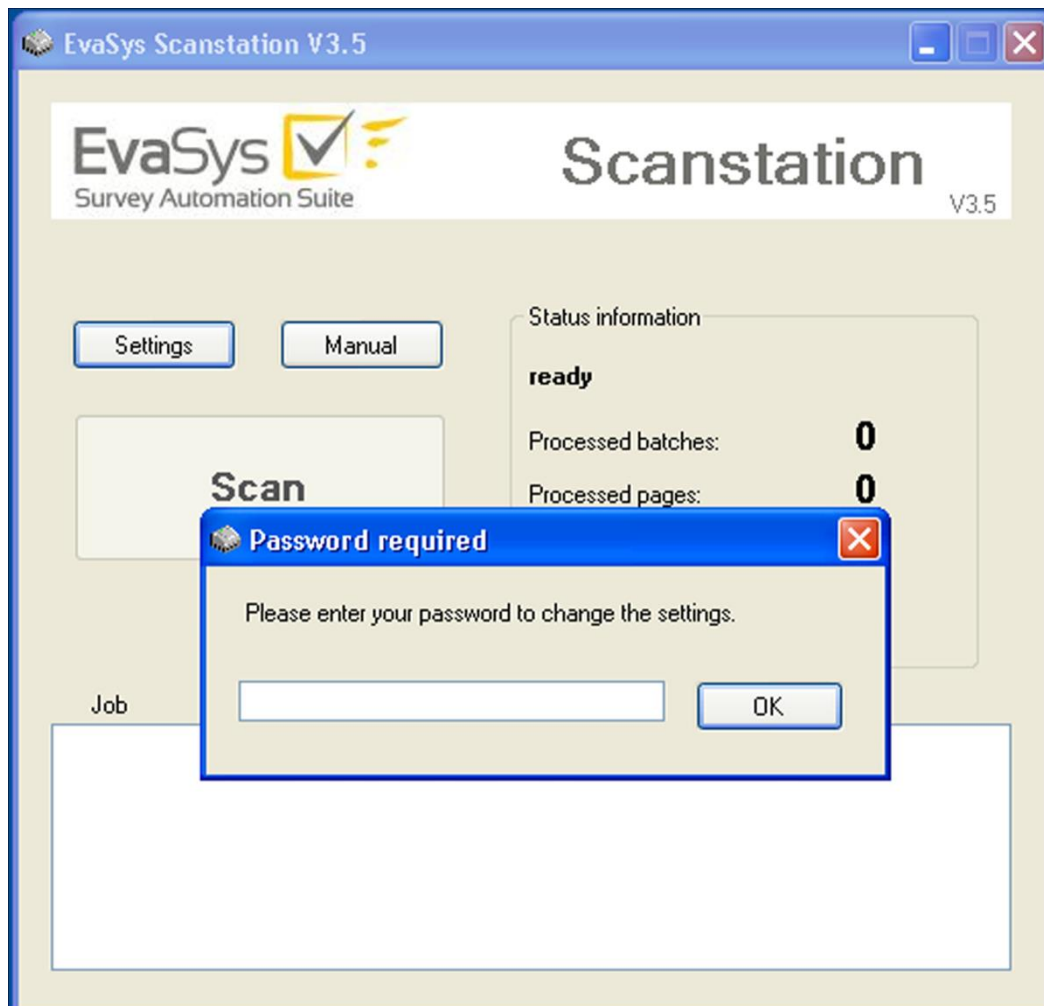 EvaSys Scanstation V3.5
EvaSys
Survey Automation Suite
Scanstation
V3.5
Settings
Manual
Status information
ready
Processed batches: 0
Processed pages: 0
Scan
Password required
Please enter your password to change the settings.
OK
Job